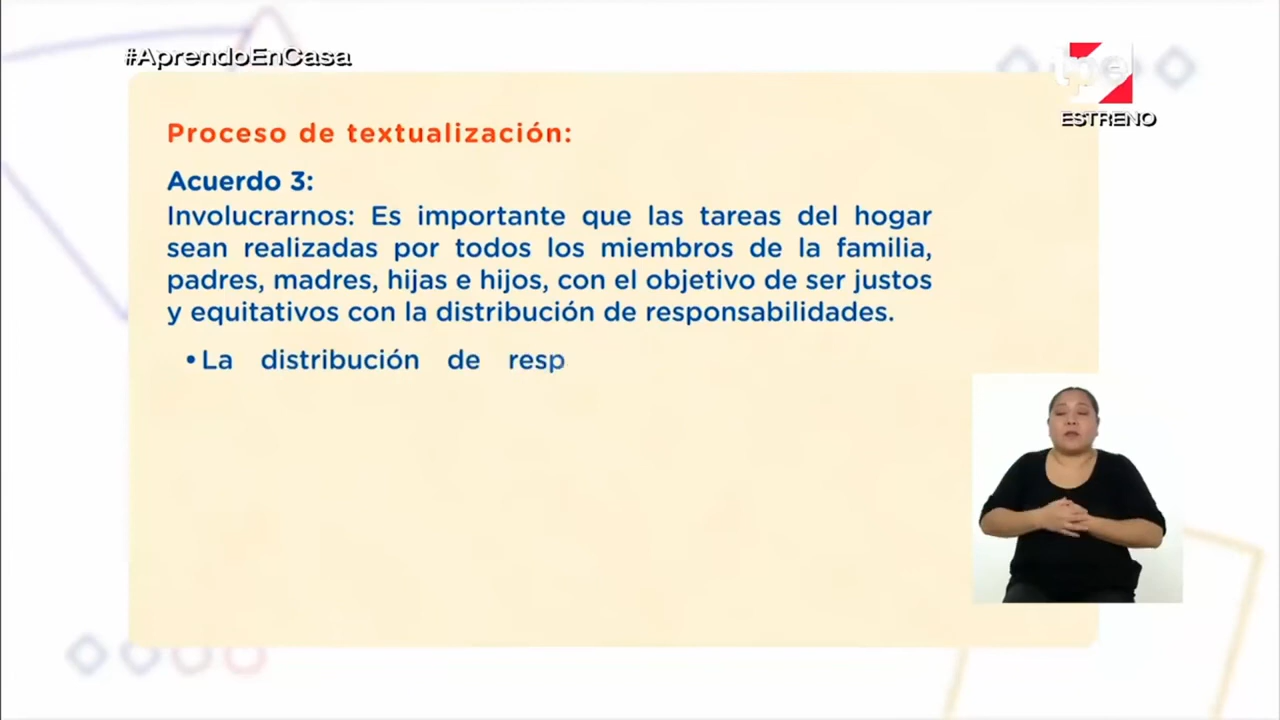 #AprendoEnCasa
tpe
ESTRENO
Proceso de textualización:
Acuerdo 3:
Involucrarnos: Es importante que las tareas del hogar
sean realizadas por todos los miembros de la familia,
padres, madres, hijas e hijos, con el objetivo de ser justos
y equitativos con la distribución de responsabilidades.
• La distribución de resp